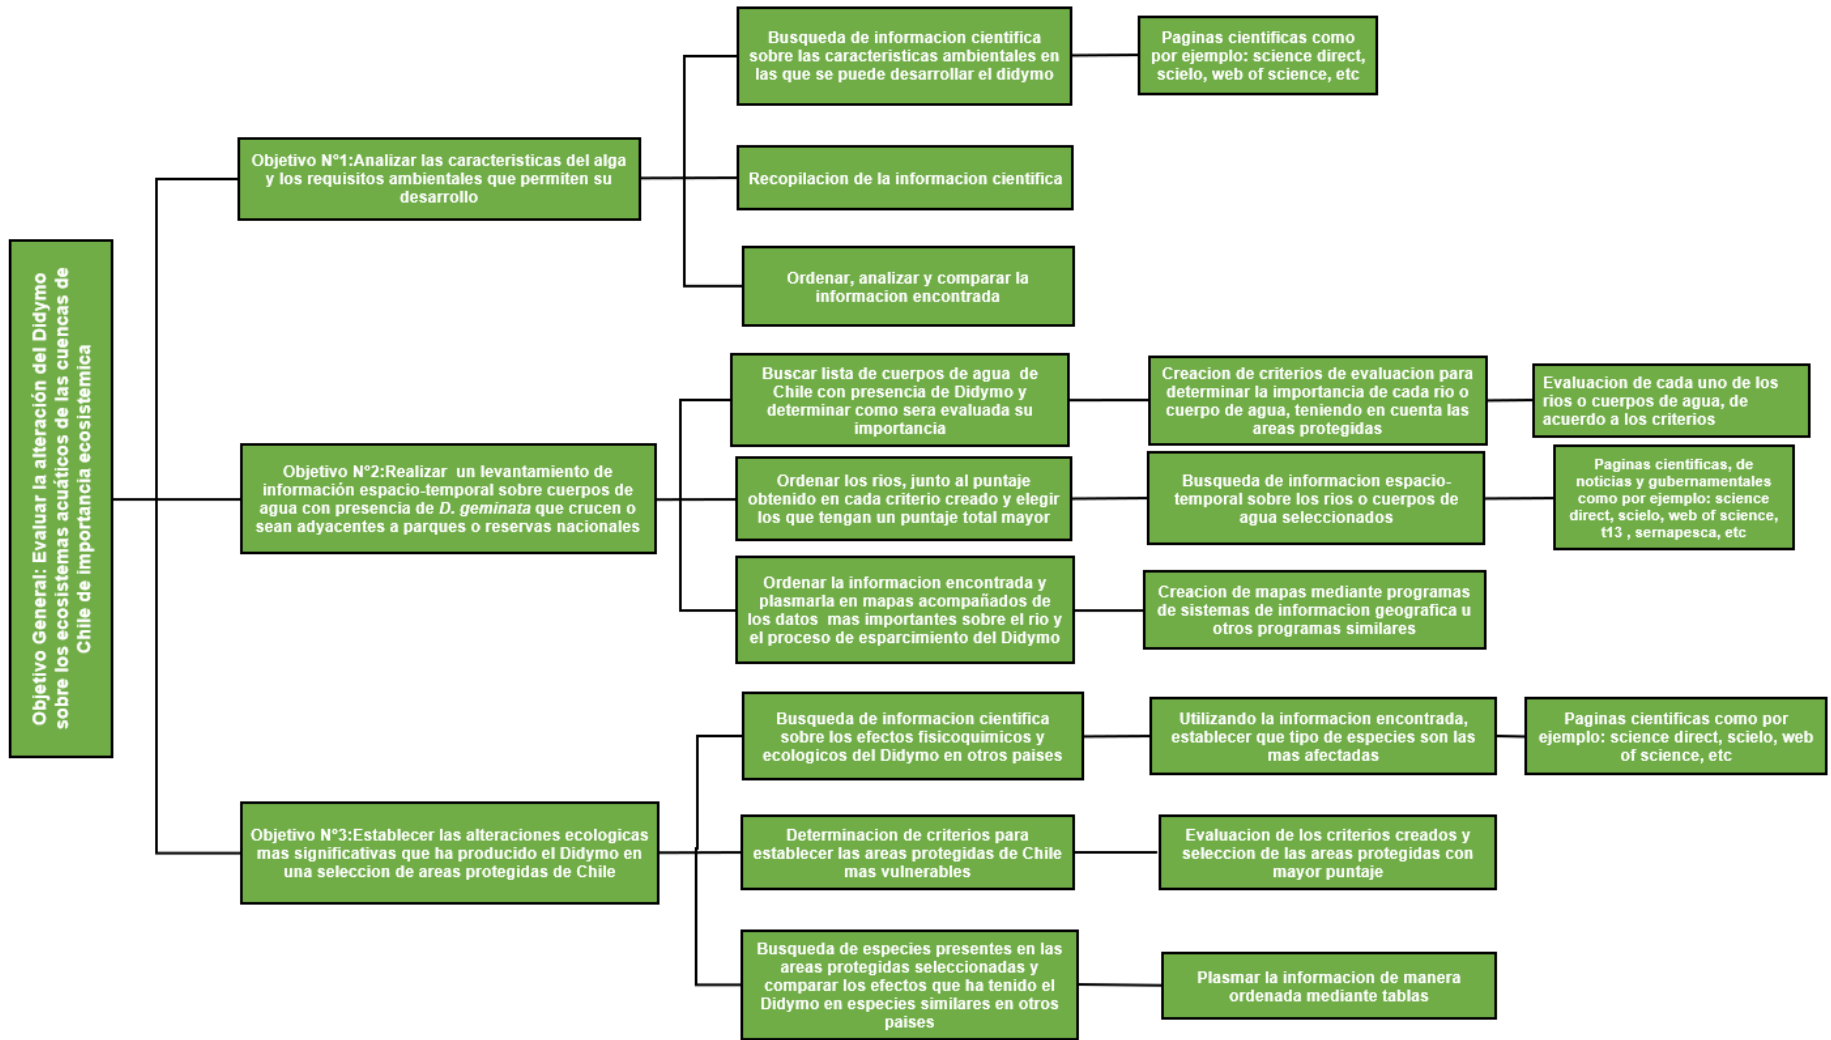 Objetivo General: Evaluar la alteración del Didymo
sobre los ecosistemas acuáticos de las cuencas de
Chile de importancia ecosistemica
Objetivo N°1:Analizar las caracteristicas del alga
y los requisitos ambientales que permiten su
desarrollo
Busqueda de informacion cientifica
sobre las caracteristicas ambientales en
las que se puede desarrollar el didymo
Paginas cientificas como
por ejemplo: science direct,
scielo, web of science, etc
Recopilacion de la informacion cientifica
Ordenar, analizar y comparar la
informacion encontrada
Objetivo N°2:Realizar un levantamiento de
información espacio-temporal sobre cuerpos de
agua con presencia de D. geminata que crucen o
sean adyacentes a parques o reservas nacionales
Buscar lista de cuerpos de agua de
Chile con presencia de Didymo y
determinar como sera evaluada su
importancia
Creacion de criterios de evaluacion para
determinar la importancia de cada rio o
cuerpo de agua, teniendo en cuenta las
areas protegidas
Evaluacion de cada uno de los
rios o cuerpos de agua, de
acuerdo a los criterios
Ordenar los rios, junto al puntaje
obtenido en cada criterio creado y elegir
los que tengan un puntaje total mayor
Busqueda de informacion espacio-
temporal sobre los rios o cuerpos de
agua seleccionados
Paginas cientificas, de
noticias y gubernamentales
como por ejemplo: science
direct, scielo, web of science,
t13 , sernapesca, etc
Ordenar la informacion encontrada y
plasmarla en mapas acompañados de
los datos mas importantes sobre el rio y
el proceso de esparcimiento del Didymo
Creacion de mapas mediante programas
de sistemas de informacion geografica u
otros programas similares
Objetivo N°3:Establecer las alteraciones ecologicas
mas significativas que ha producido el Didymo en
una seleccion de areas protegidas de Chile
Busqueda de informacion cientifica
sobre los efectos fisicoquimicos y
ecologicos del Didymo en otros paises
Utilizando la informacion encontrada,
establecer que tipo de especies son las
mas afectadas
Paginas cientificas como por
ejemplo: science direct, scielo, web
of science, etc
Determinacion de criterios para
establecer las areas protegidas de Chile
mas vulnerables
Evaluacion de los criterios creados y
seleccion de las areas protegidas con
mayor puntaje
Busqueda de especies presentes en las
areas protegidas seleccionadas y
comparar los efectos que ha tenido el
Didymo en especies similares en otros
paises
Plasmar la informacion de manera
ordenada mediante tablas